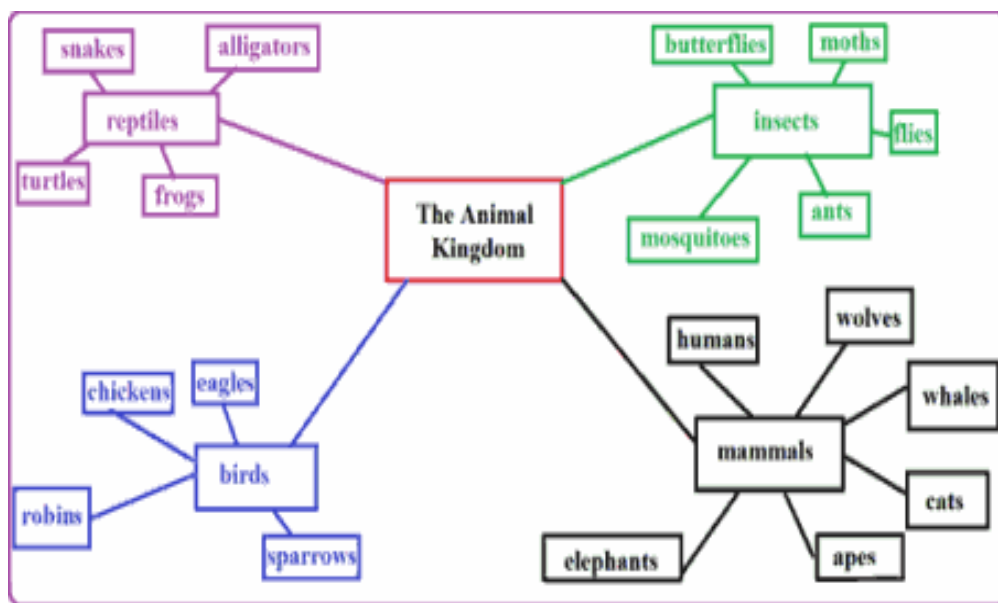 snakes
alligators
reptiles
turtles
frogs
butterflies
moths
insects
flies
ants
mosquitoes
The Animal
Kingdom
chickens
eagles
birds
robins
sparrows
humans
wolves
whales
mammals
cats
apes
elephants